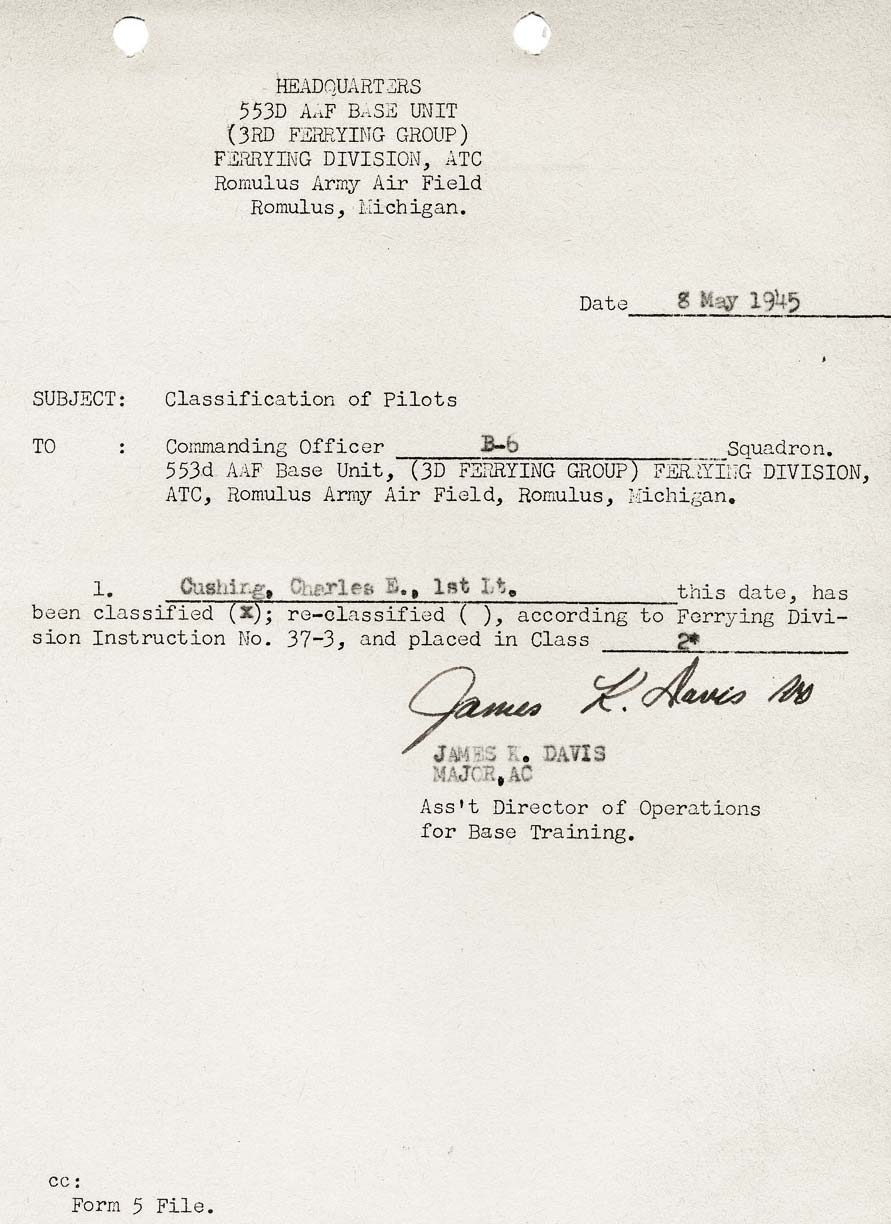 HEADQUARTERS
553D AAF BASE UNIT
(3RD FERRYING GROUP)
FERRYING DIVISION, ATC
Romulus Army Air Field
Romulus, Michigan.
Date 8 May 1945
SUBJECT: Classification of Pilots
TO : Commanding Officer B-6 Squadron.
553d AAF Base Unit, (3D FERRYING GROUP) FERRYING DIVISION,
ATC, Romulus Army Air Field, Romulus, Michigan.
1. Cushing, Charles E., 1st Lt. this date, has
been classified (x); re-classified ( ), according to Ferrying Divi-
sion Instruction No. 37-3, and placed in Class 2*
James K. Davis
JAMES K. DAVIS
MAJOR, AC
Ass't Director of Operations
for Base Training.
cc:
Form 5 File.